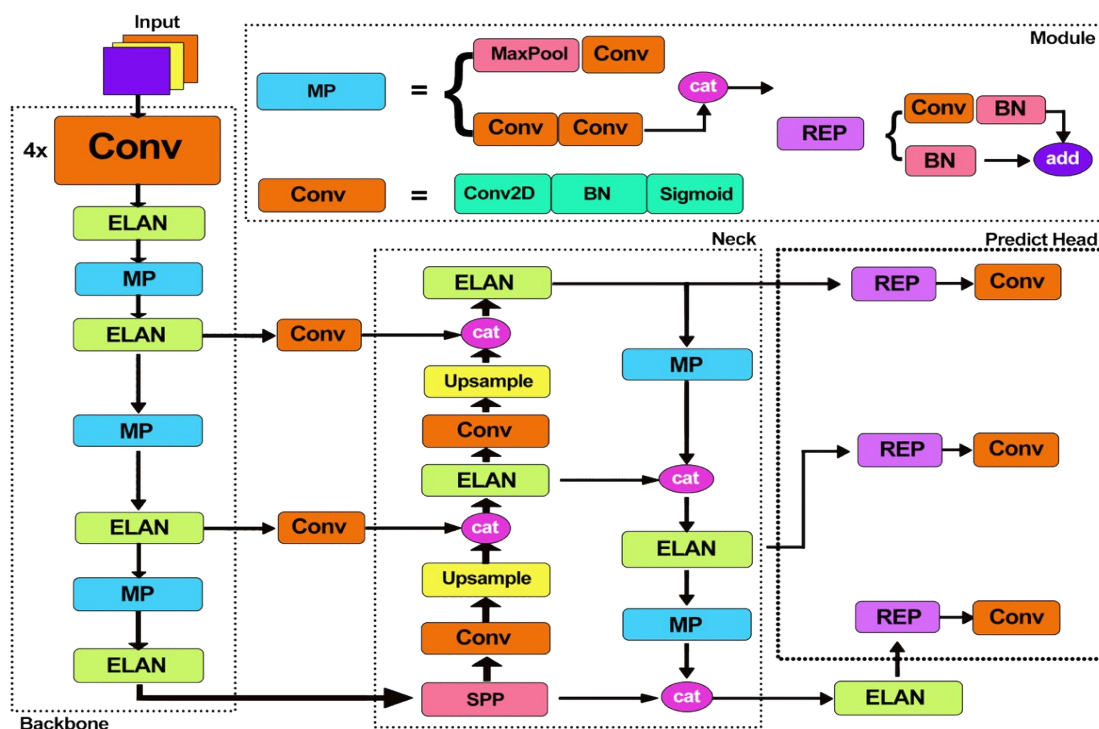 Input
4x
Conv
ELAN
MP
ELAN
MP
ELAN
MP
ELAN
Backbone
Conv
Conv
Module
MP
=
MaxPool
Conv
Conv
Conv
cat
REP
Conv
BN
BN
add
Conv
=
Conv2D
BN
Sigmoid
Neck
ELAN
cat
Upsample
Conv
ELAN
cat
Upsample
Conv
SPP
MP
cat
ELAN
MP
cat
ELAN
Predict Head
REP
Conv
REP
Conv
REP
Conv